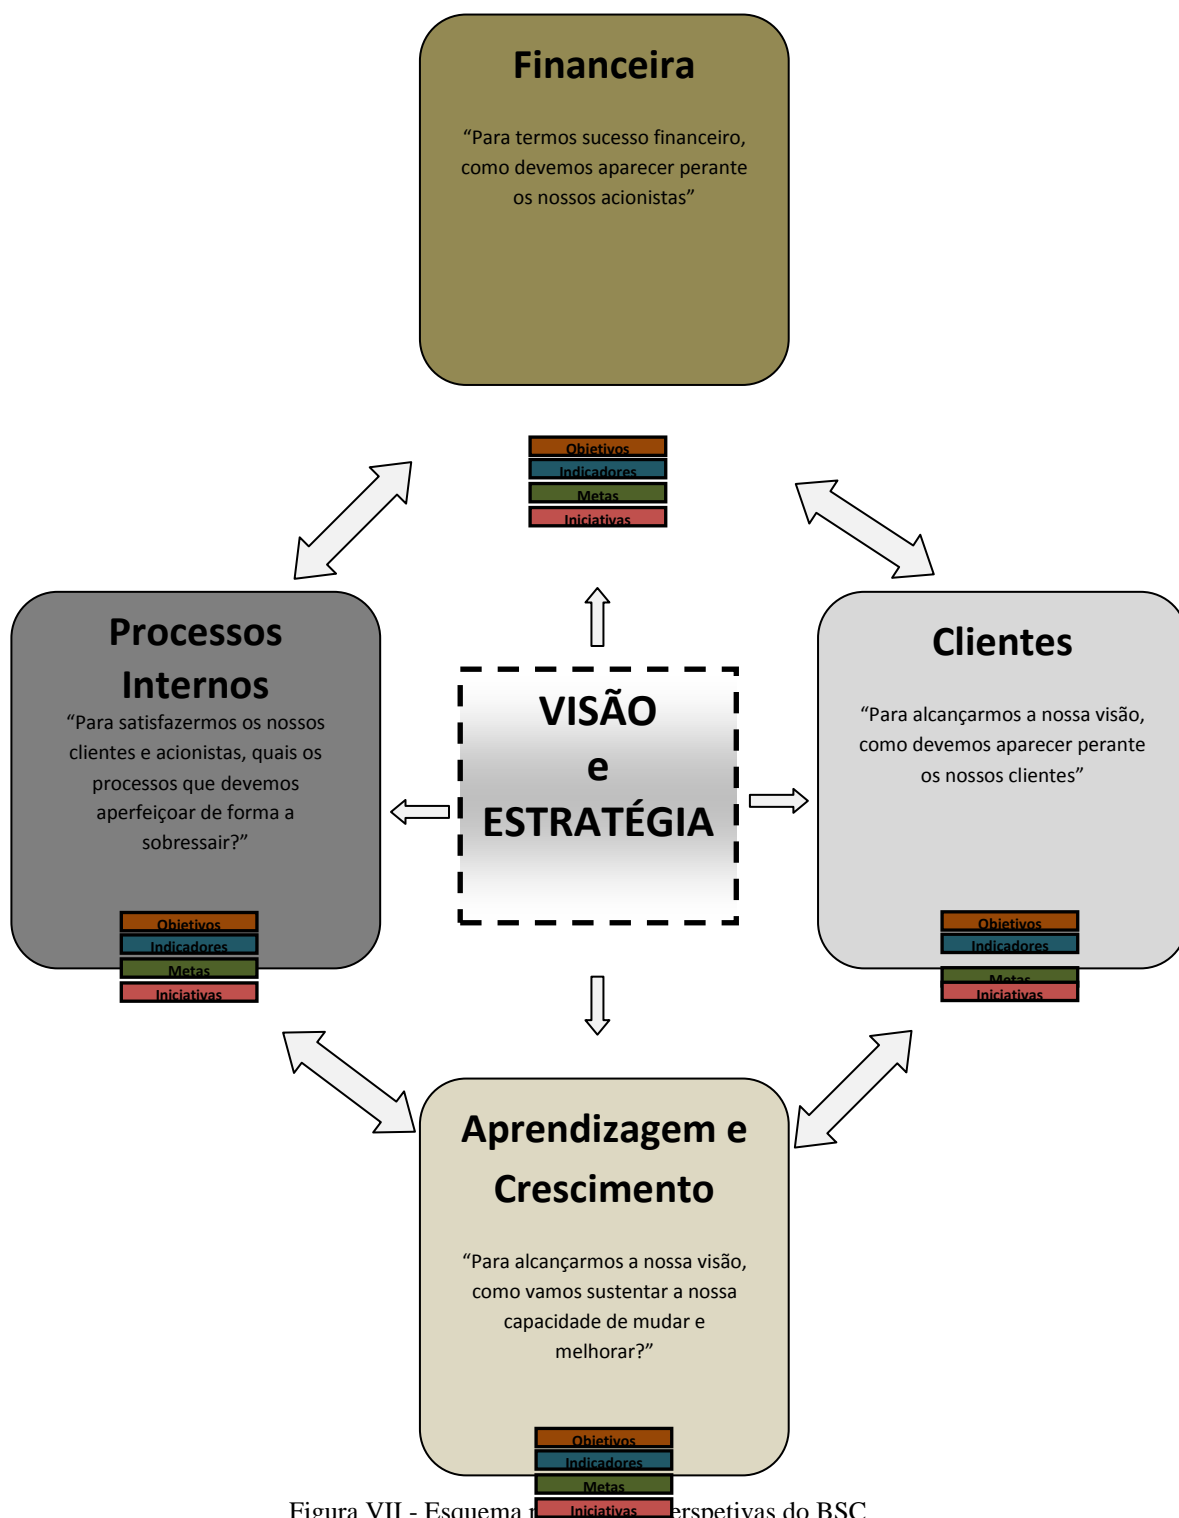 Financeira
“Para termos sucesso financeiro,
como devemos aparecer perante
os nossos acionistas”
Objetivos
Indicadores
Metas
Iniciativas
Processos
Internos
“Para satisfazermos os nossos
clientes e acionistas, quais os
processos que devemos
aperfeiçoar de forma a
sobressair?”
Objetivos
Indicadores
Metas
Iniciativas
VISÃO
e
ESTRATÉGIA
Clientes
“Para alcançarmos a nossa visão,
como devemos aparecer perante
os nossos clientes”
Objetivos
Indicadores
Metas
Iniciativas
Aprendizagem e
Crescimento
“Para alcançarmos a nossa visão,
como vamos sustentar a nossa
capacidade de mudar e
melhorar?”
Objetivos
Indicadores
Metas
Iniciativas
Figura VII - Esquema erspetivas do BSC